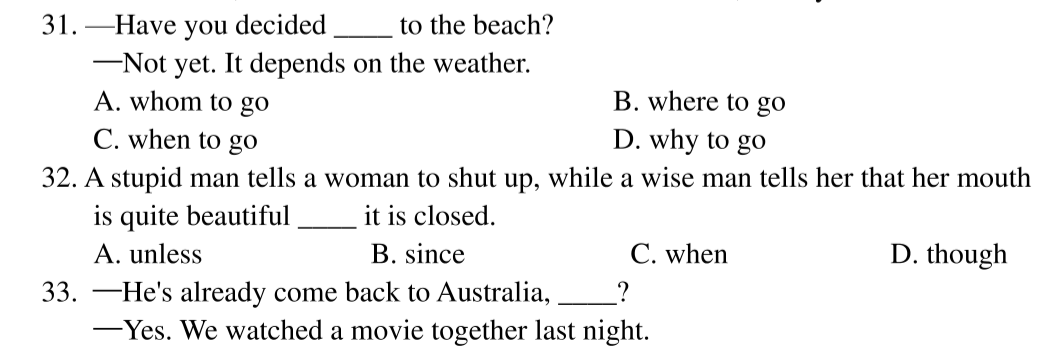 31. —Have you decided _____ to the beach?
—Not yet. It depends on the weather.
A. whom to go B. where to go
C. when to go D. why to go
32. A stupid man tells a woman to shut up, while a wise man tells her that her mouth
is quite beautiful _____ it is closed.
A. unless B. since C. when D. though
33. —He's already come back to Australia, _____?
—Yes. We watched a movie together last night.